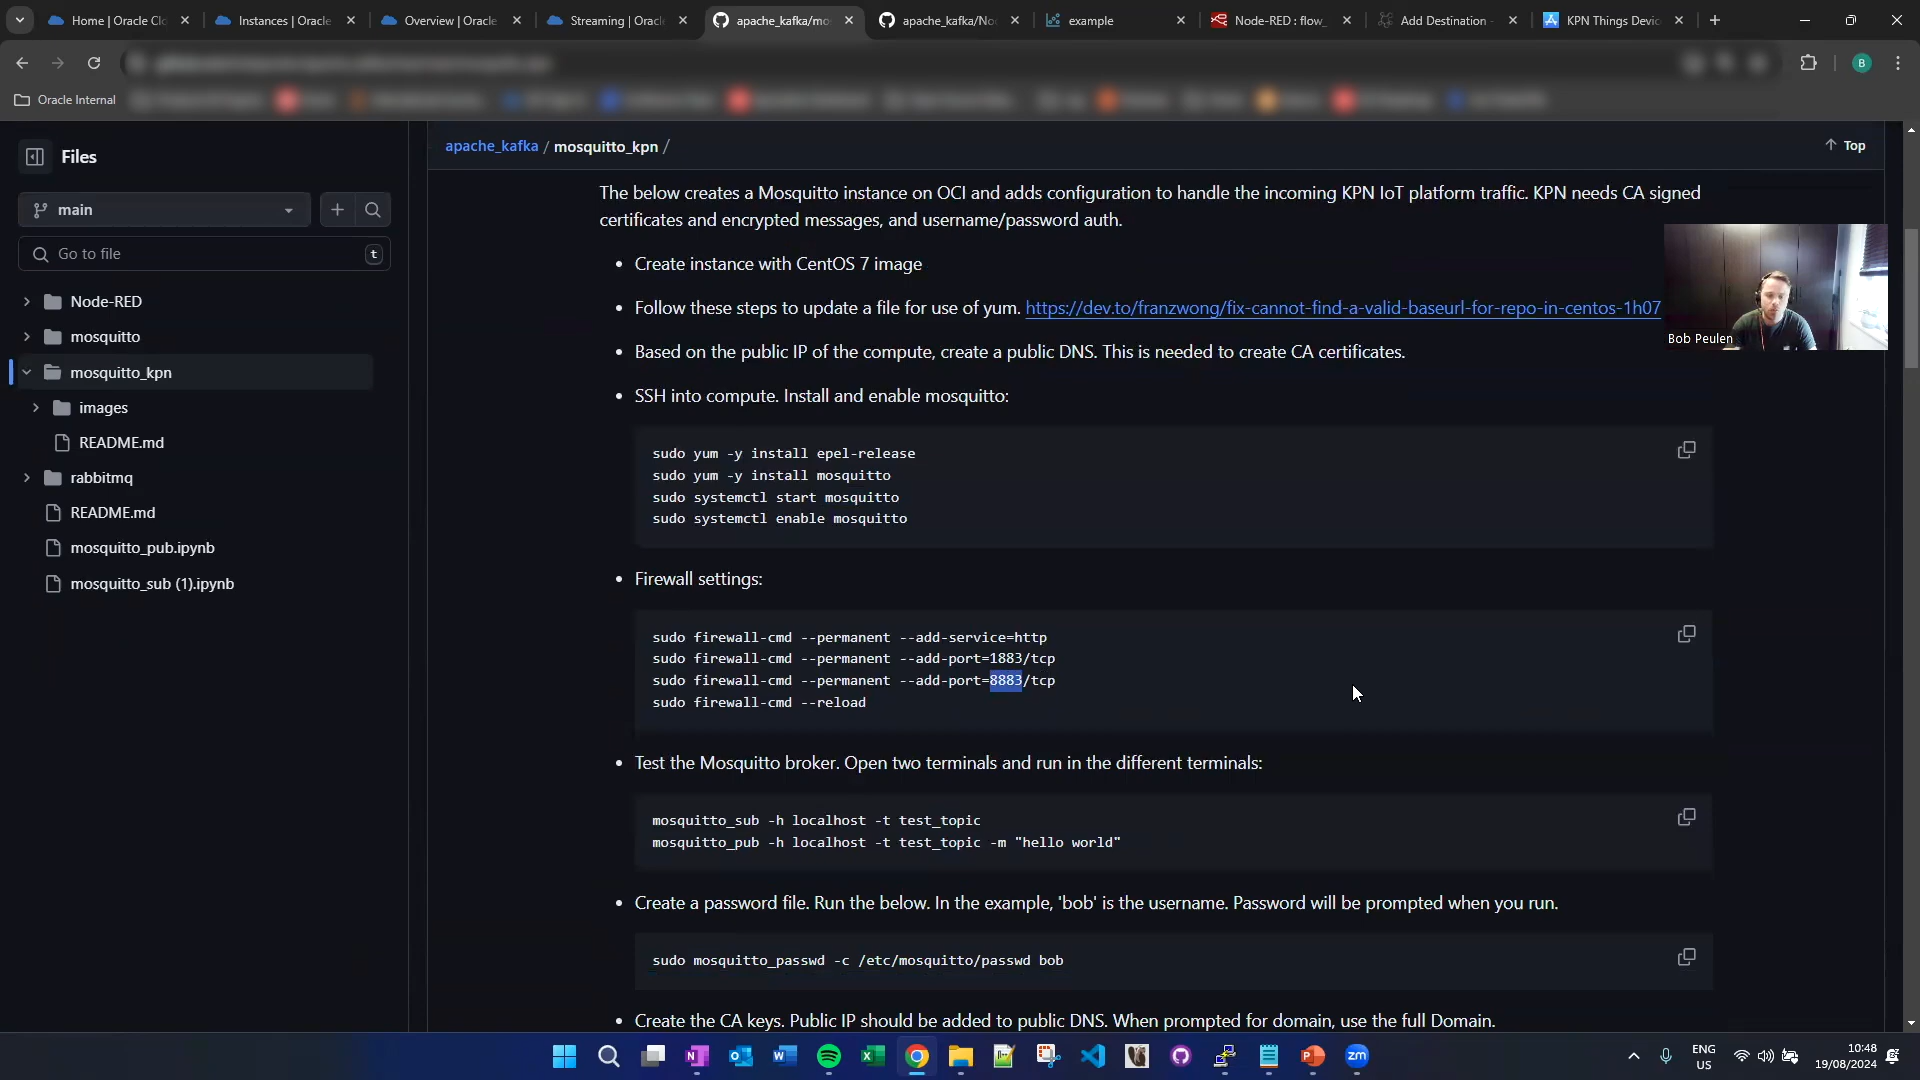 Home | Oracle Clo
Instances | Oracle
Overview | Oracle
Streaming | Oracl
apache_kafka/mos
apache_kafka/No
example
Node-RED : flow_
Add Destination -
KPN Things Devic
B
Oracle Internal
Files
main
Go to file
t
Node-RED
mosquitto
mosquitto_kpn
images
README.md
rabbitmq
README.md
mosquitto_pub.ipynb
mosquitto_sub (1).ipynb
apache_kafka / mosquitto_kpn /
Top
The below creates a Mosquitto instance on OCI and adds configuration to handle the incoming KPN IoT platform traffic. KPN needs CA signed
certificates and encrypted messages, and username/password auth.
• Create instance with CentOS 7 image
• Follow these steps to update a file for use of yum. https://dev.to/franzwong/fix-cannot-find-a-valid-baseurl-for-repo-in-centos-1h07
• Based on the public IP of the compute, create a public DNS. This is needed to create CA certificates.
• SSH into compute. Install and enable mosquitto:
sudo yum -y install epel-release
sudo yum -y install mosquitto
sudo systemctl start mosquitto
sudo systemctl enable mosquitto
• Firewall settings:
sudo firewall-cmd --permanent --add-service=http
sudo firewall-cmd --permanent --add-port=1883/tcp
sudo firewall-cmd --permanent --add-port=8883/tcp
sudo firewall-cmd --reload
• Test the Mosquitto broker. Open two terminals and run in the different terminals:
mosquitto_sub -h localhost -t test_topic
mosquitto_pub -h localhost -t test_topic -m "hello world"
• Create a password file. Run the below. In the example, 'bob' is the username. Password will be prompted when you run.
sudo mosquitto_passwd -c /etc/mosquitto/passwd bob
• Create the CA keys. Public IP should be added to public DNS. When prompted for domain, use the full Domain.
Bob Peulen
zm
ENG
US
10:48
19/08/2024